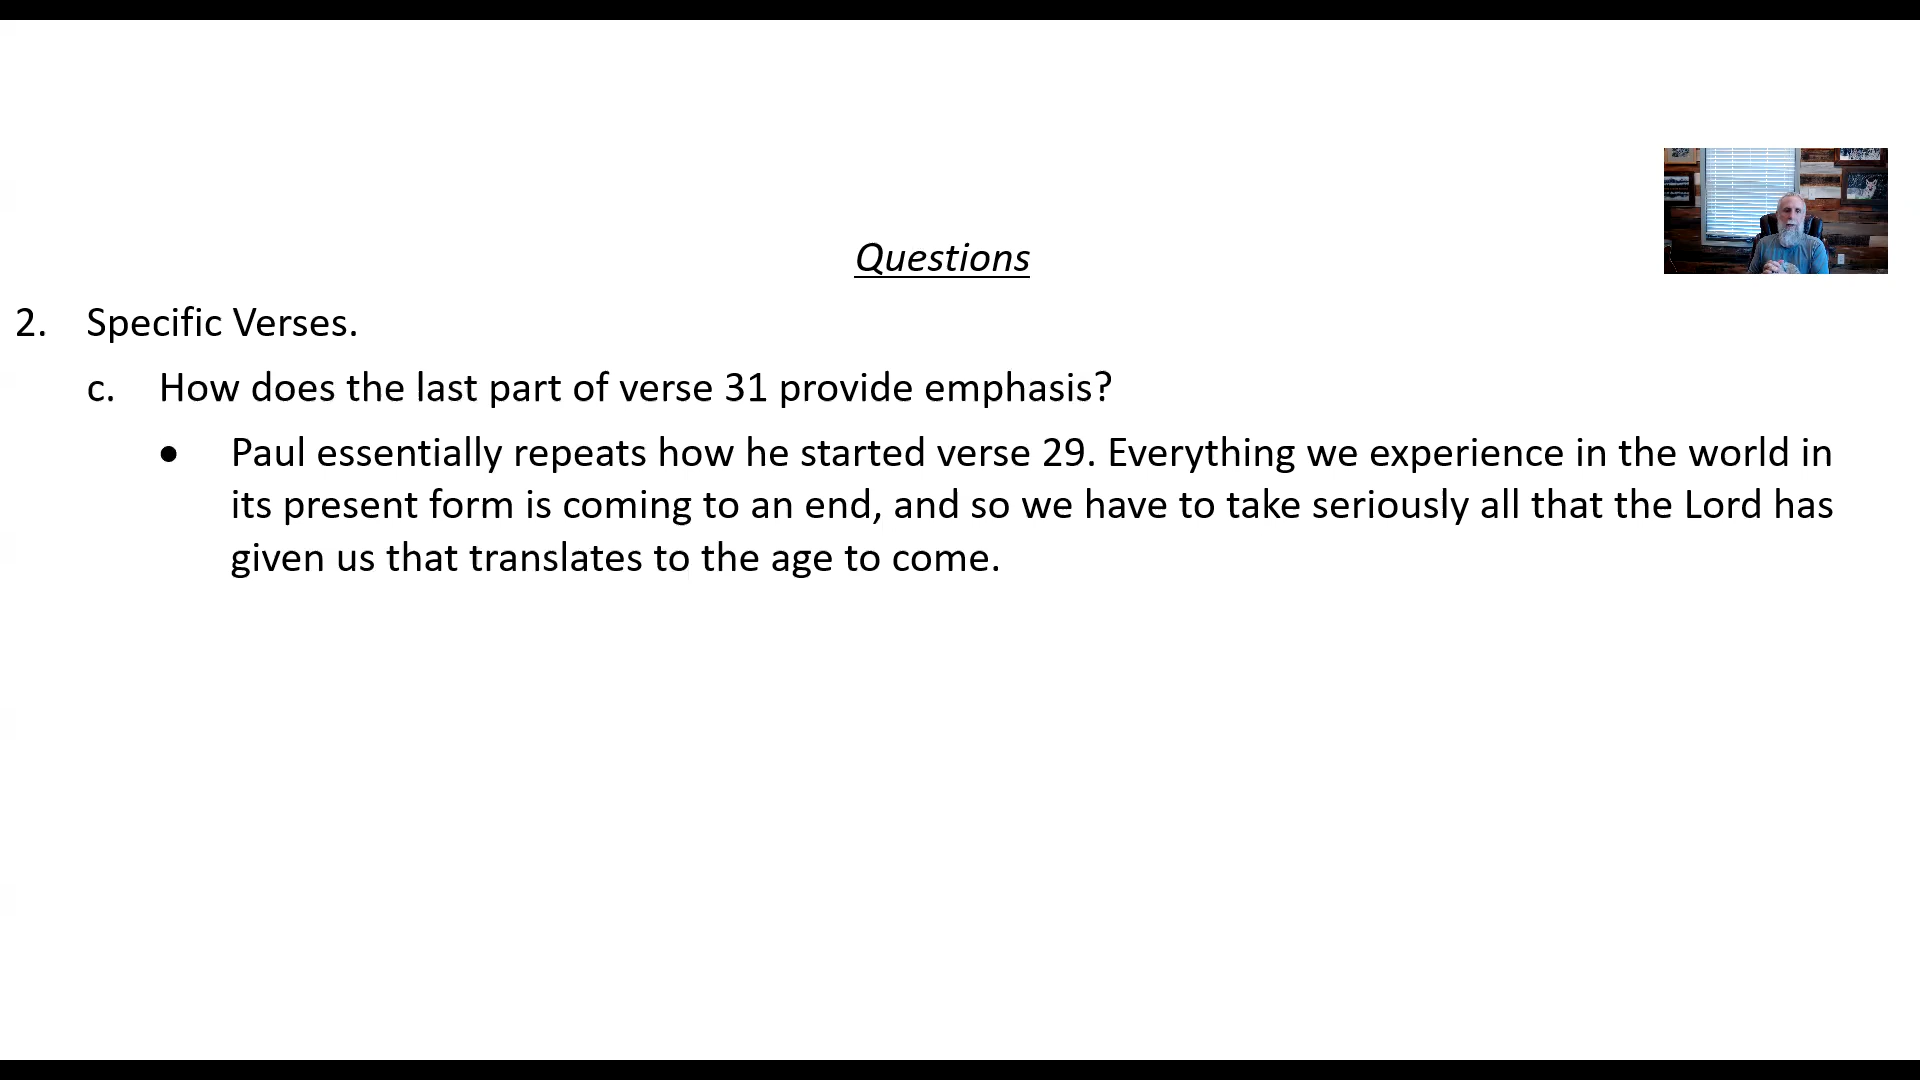 Questions
2. Specific Verses.
c. How does the last part of verse 31 provide emphasis?
• Paul essentially repeats how he started verse 29. Everything we experience in the world in
its present form is coming to an end, and so we have to take seriously all that the Lord has
given us that translates to the age to come.